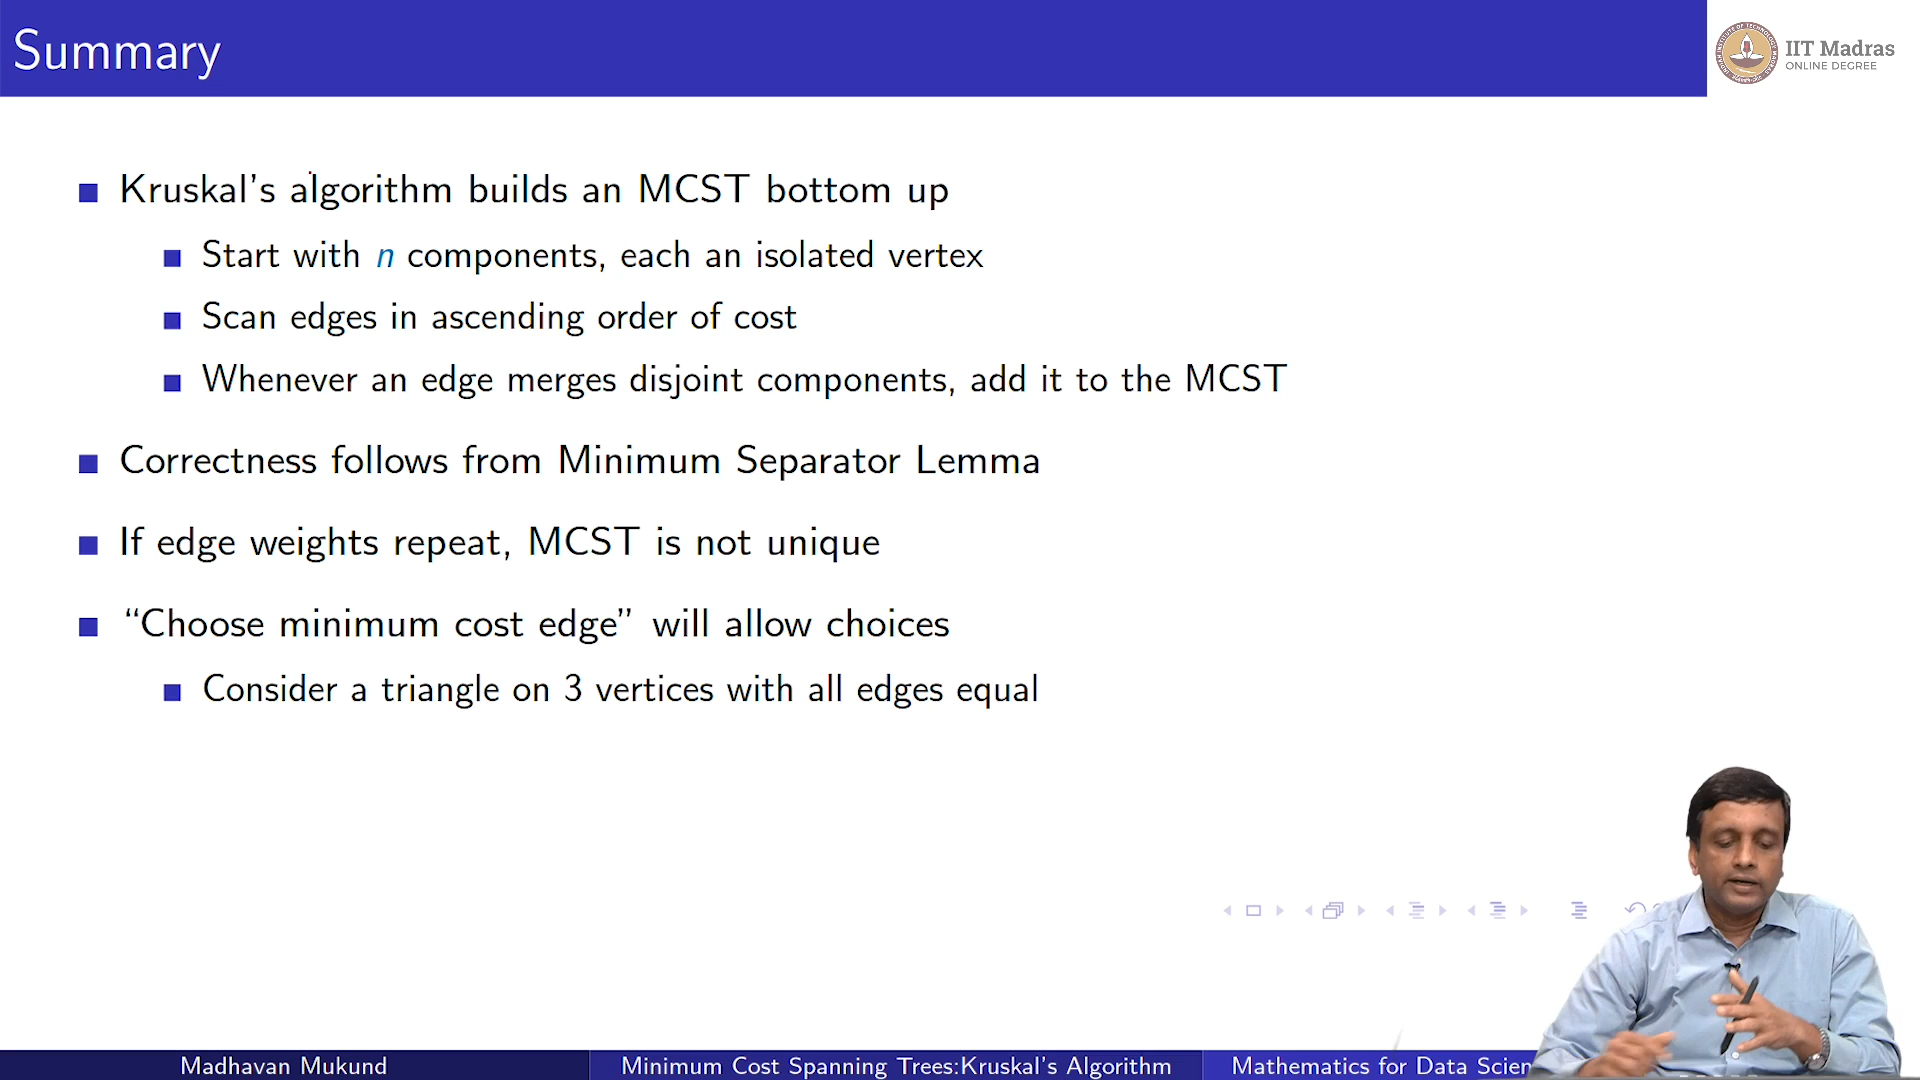 Summary
IIT Madras
ONLINE DEGREE
Kruskal's algorithm builds an MCST bottom up
Start with n components, each an isolated vertex
Scan edges in ascending order of cost
Whenever an edge merges disjoint components, add it to the MCST
Correctness follows from Minimum Separator Lemma
If edge weights repeat, MCST is not unique
“Choose minimum cost edge” will allow choices
Consider a triangle on 3 vertices with all edges equal
Madhavan Mukund
Minimum Cost Spanning Trees:Kruskal's Algorithm
Mathematics for Data Scien